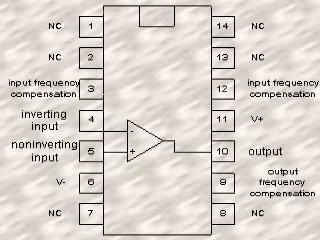 NC 1 14 NC
NC 2 13 NC
input frequency 3 12 input frequency
compensation compensation
inverting 4 - 11 V+
input
noninverting 5 + 10 output
input
V- 6 9 output
frequency
compensation
NC 7 8 NC